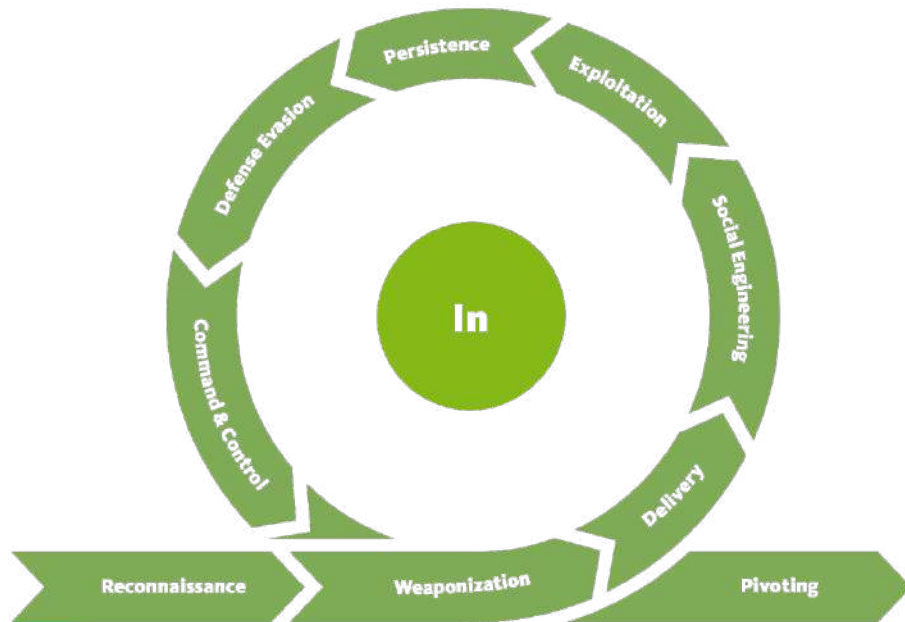 Reconnaissance
Weaponization
Delivery
Social Engineering
Exploitation
Persistence
Defense Evasion
Command & Control
Pivoting
In